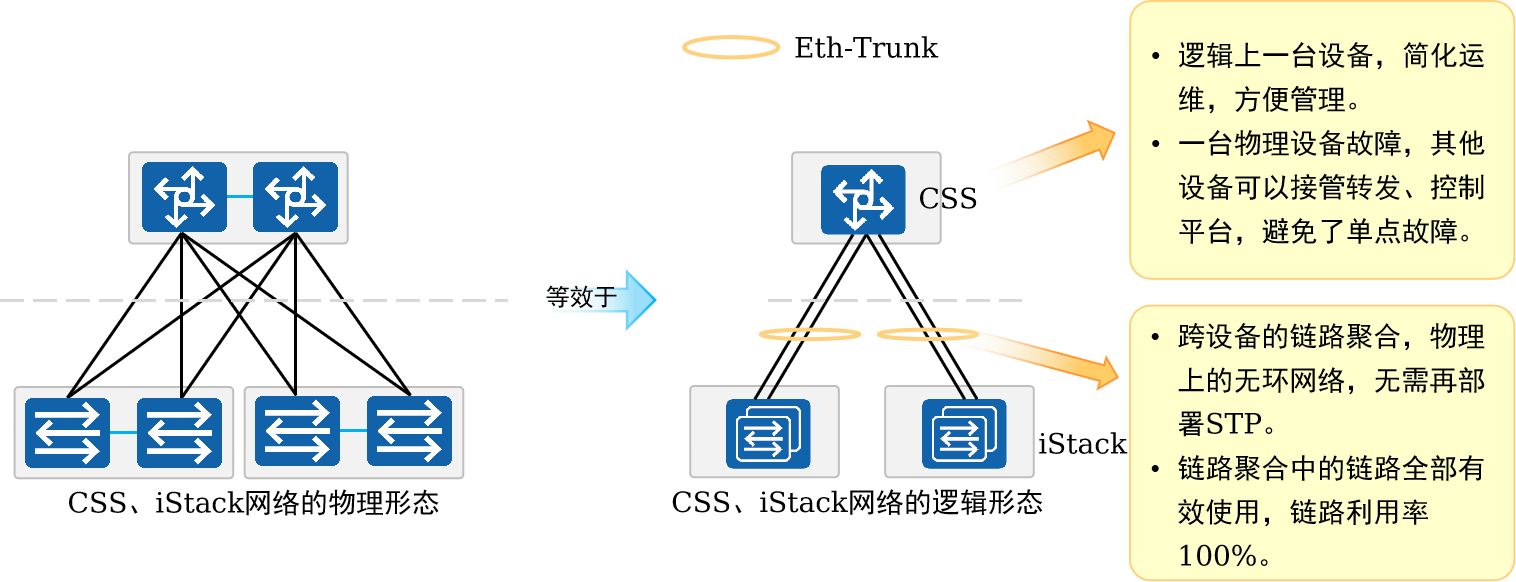 Eth-Trunk
• 逻辑上一台设备，简化运
维，方便管理。
• 一台物理设备故障，其他
设备可以接管转发、控制
平台，避免了单点故障。
CSS
等效于
• 跨设备的链路聚合，物理
上的无环网络，无需再部
署STP。
• 链路聚合中的链路全部有
效使用，链路利用率
100%。
iStack
CSS、iStack网络的物理形态
CSS、iStack网络的逻辑形态